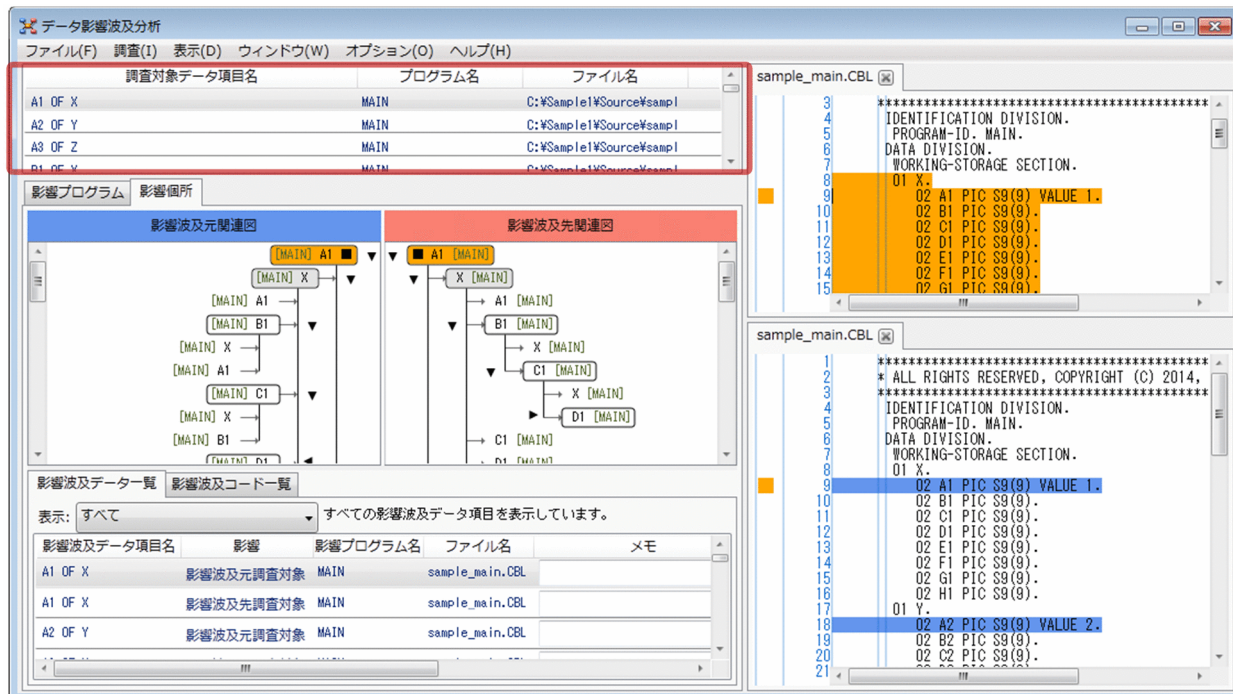 データ影響波及分析
ファイル(F) 調査(I) 表示(D) ウィンドウ(W) オプション(O) ヘルプ(H)
調査対象データ項目名 プログラム名 ファイル名
A1 OF X MAIN C:¥Sample1¥Source¥sampl
A2 OF Y MAIN C:¥Sample1¥Source¥sampl
A3 OF Z MAIN C:¥Sample1¥Source¥sampl
B1 OF X MAIN C:¥Sample1¥Source¥sampl
影響プログラム 影響個所
影響波及元関連図
[MAIN] A1
[MAIN] X
[MAIN] A1
[MAIN] B1
[MAIN] X
[MAIN] A1
[MAIN] C1
[MAIN] X
[MAIN] B1
[MAIN] D1
影響波及先関連図
A1 [MAIN]
X [MAIN]
A1 [MAIN]
B1 [MAIN]
X [MAIN]
C1 [MAIN]
X [MAIN]
D1 [MAIN]
C1 [MAIN]
D1 [MAIN]
影響波及データ一覧 影響波及コード一覧
表示: すべて すべての影響波及データ項目を表示しています。
影響波及データ項目名 影響 影響プログラム名 ファイル名 メモ
A1 OF X 影響波及元調査対象 MAIN sample_main.CBL
A1 OF X 影響波及先調査対象 MAIN sample_main.CBL
A2 OF Y 影響波及元調査対象 MAIN sample_main.CBL
sample_main.CBL
3 *******************************************
4 IDENTIFICATION DIVISION.
5 PROGRAM-ID. MAIN.
6 DATA DIVISION.
7 WORKING-STORAGE SECTION.
8 01 X.
9 02 A1 PIC S9(9) VALUE 1.
10 02 B1 PIC S9(9).
11 02 C1 PIC S9(9).
12 02 D1 PIC S9(9).
13 02 E1 PIC S9(9).
14 02 F1 PIC S9(9).
15 02 G1 PIC S9(9).
sample_main.CBL
1 *******************************************
2 * ALL RIGHTS RESERVED, COPYRIGHT (C) 2014,
3 *******************************************
4 IDENTIFICATION DIVISION.
5 PROGRAM-ID. MAIN.
6 DATA DIVISION.
7 WORKING-STORAGE SECTION.
8 01 X.
9 02 A1 PIC S9(9) VALUE 1.
10 02 B1 PIC S9(9).
11 02 C1 PIC S9(9).
12 02 D1 PIC S9(9).
13 02 E1 PIC S9(9).
14 02 F1 PIC S9(9).
15 02 G1 PIC S9(9).
16 02 H1 PIC S9(9).
17 01 Y.
18 02 A2 PIC S9(9) VALUE 2.
19 02 B2 PIC S9(9).
20 02 C2 PIC S9(9).
21